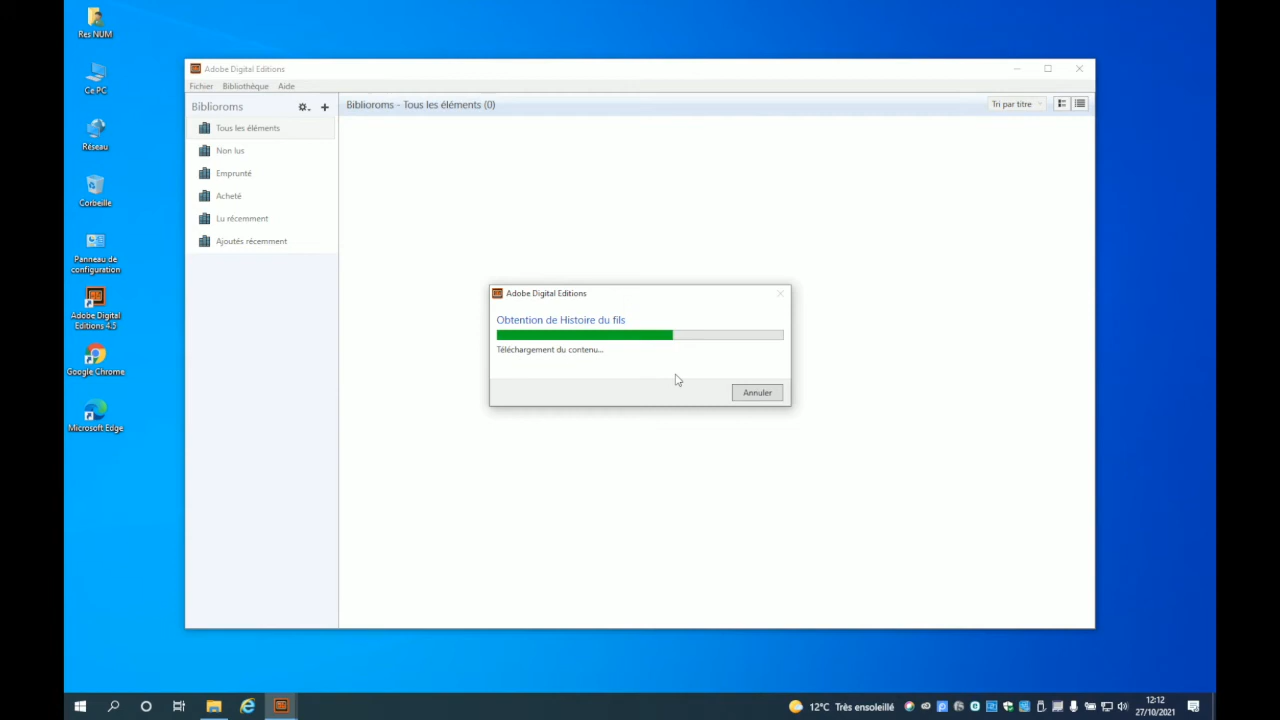 Res NUM
Ce PC
Réseau
Corbeille
Panneau de
configuration
Adobe Digital
Editions 4.5
Google Chrome
Microsoft Edge
Adobe Digital Editions
Fichier Bibliothèque Aide
Biblioroms
Biblioroms - Tous les éléments (0)
Tri par titre
Tous les éléments
Non lus
Emprunté
Acheté
Lu récemment
Ajoutés récemment
Adobe Digital Editions
Obtention de Histoire du fils
Téléchargement du contenu...
Annuler
12°C Très ensoleillé
12:12
27/10/2021